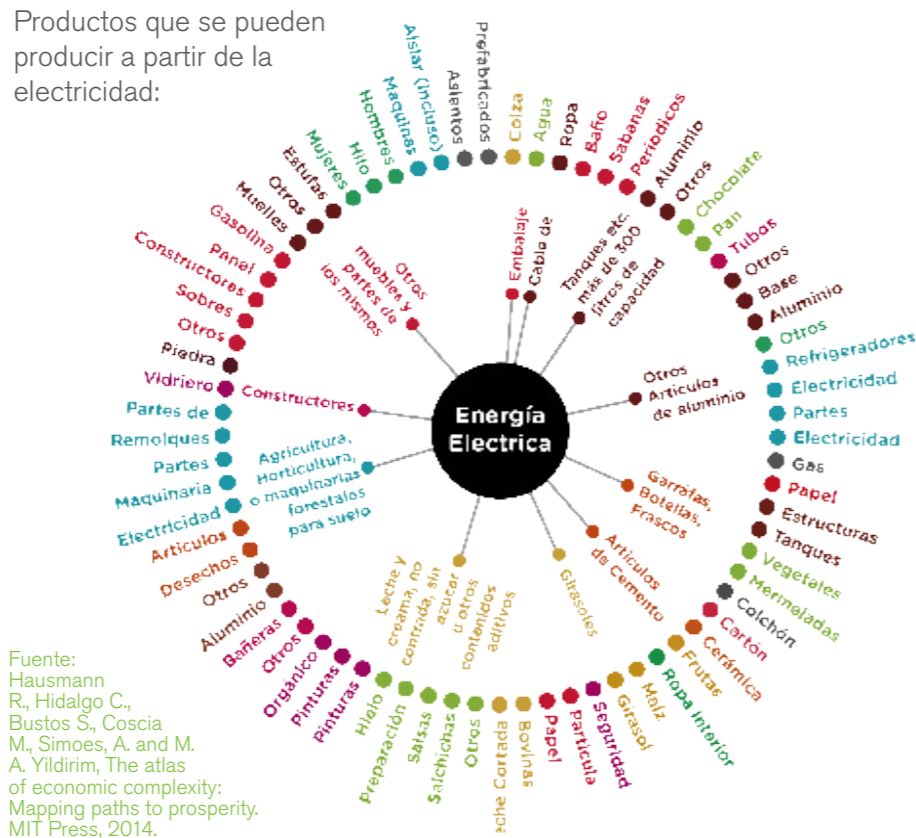 Productos que se pueden
producir a partir de la
electricidad:
Prefabricados
Colza
Agua
Ropa
Baño
Sabanas
Periodicos
Aluminio
Otros
Chocolate
Pan
Tubos
Otros
Base
Aluminio
Otros
Refrigeradores
Electricidad
Partes
Electricidad
Gas
Papel
Estructuras
Tanques
Vegetales
Mermeladas
Colchón
Cartón
Cerámica
Frutas
Ropa Interior
Maiz
Girasol
Seguridad
Particula
Papel
Bovinas
eche Cortada
Otros
Salchichas
Salsas
Preparación
Hielo
Pinturas
Pinturas
Orgánico
Otros
Bañeras
Aluminio
Otro
Desechos
Articulos
Electricidad
Maquinaria
Partes
Remolques
Partes de
Vidriero
Piedra
Otros
Sobres
Constructores
Panel
Gasolina
Muelles
Otros
Estufas
Mujeres
Hilo
Hombres
Maquinas
Aislar (incluso)
Asientos
Embalaje
Cable de
Tanques etc.
más de 300
litros de
capacidad
Otros
Articulos
de aluminio
Garrafas,
Botellas,
Frascos
Articulos
de Cemento
Girasoles
Leche y
creama, no
azucar
u otros
contenidos
aditivos
Agricultura,
Horticultura,
o maquinarias
forestales
para suelo
Constructores
Otros
muebles y
partes de
los mismos
Energía
Electrica
Fuente:
Hausmann
R., Hidalgo C.,
Bustos S., Coscia
M., Simoes, A. and M.
A. Yildirim, The atlas
of economic complexity:
Mapping paths to prosperity.
MIT Press, 2014.